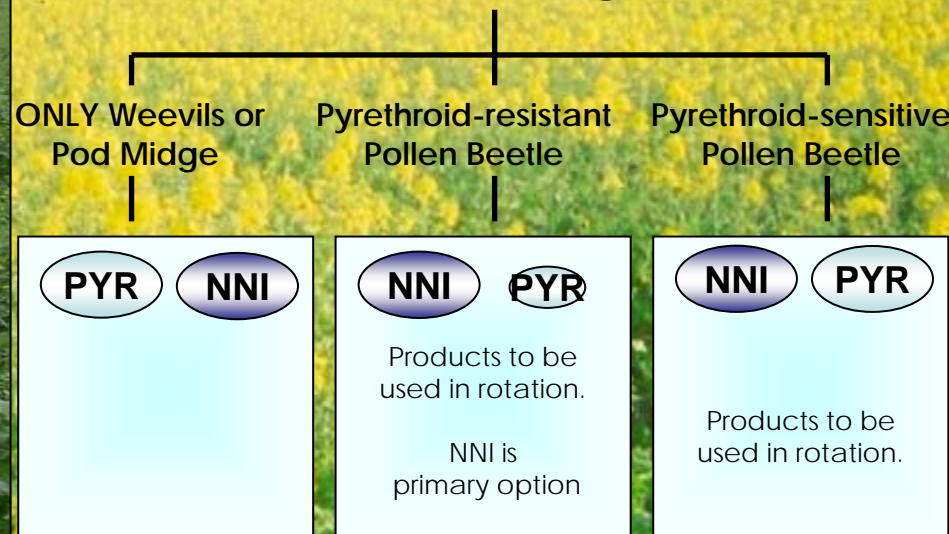 ONLY Weevils or
Pod Midge
Pyrethroid-resistant
Pollen Beetle
Pyrethroid-sensitive
Pollen Beetle
PYR NNI
NNI PYR
Products to be
used in rotation.
NNI is
primary option
NNI PYR
Products to be
used in rotation.